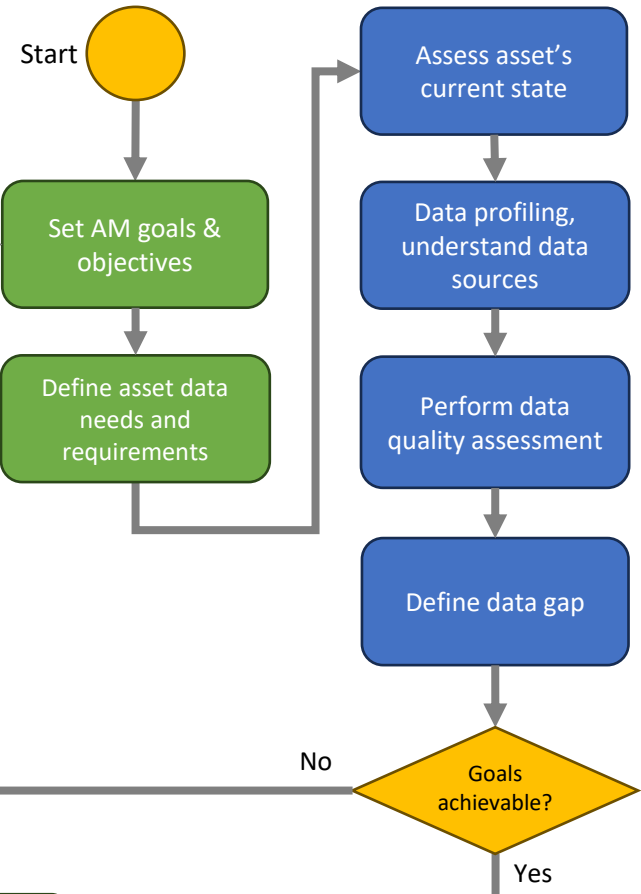 Start
Set AM goals &
objectives
Define asset data
needs and
requirements
Assess asset’s
current state
Data profiling,
understand data
sources
Perform data
quality assessment
Define data gap
Goals
achievable?
No
Yes